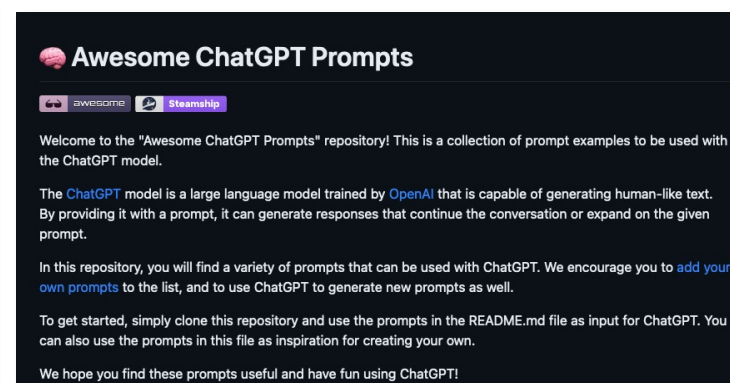 Awesome ChatGPT Prompts
awesome Steamship
Welcome to the "Awesome ChatGPT Prompts" repository! This is a collection of prompt examples to be used with
the ChatGPT model.
The ChatGPT model is a large language model trained by OpenAI that is capable of generating human-like text.
By providing it with a prompt, it can generate responses that continue the conversation or expand on the given
prompt.
In this repository, you will find a variety of prompts that can be used with ChatGPT. We encourage you to add your
own prompts to the list, and to use ChatGPT to generate new prompts as well.
To get started, simply clone this repository and use the prompts in the README.md file as input for ChatGPT. You
can also use the prompts in this file as inspiration for creating your own.
We hope you find these prompts useful and have fun using ChatGPT!